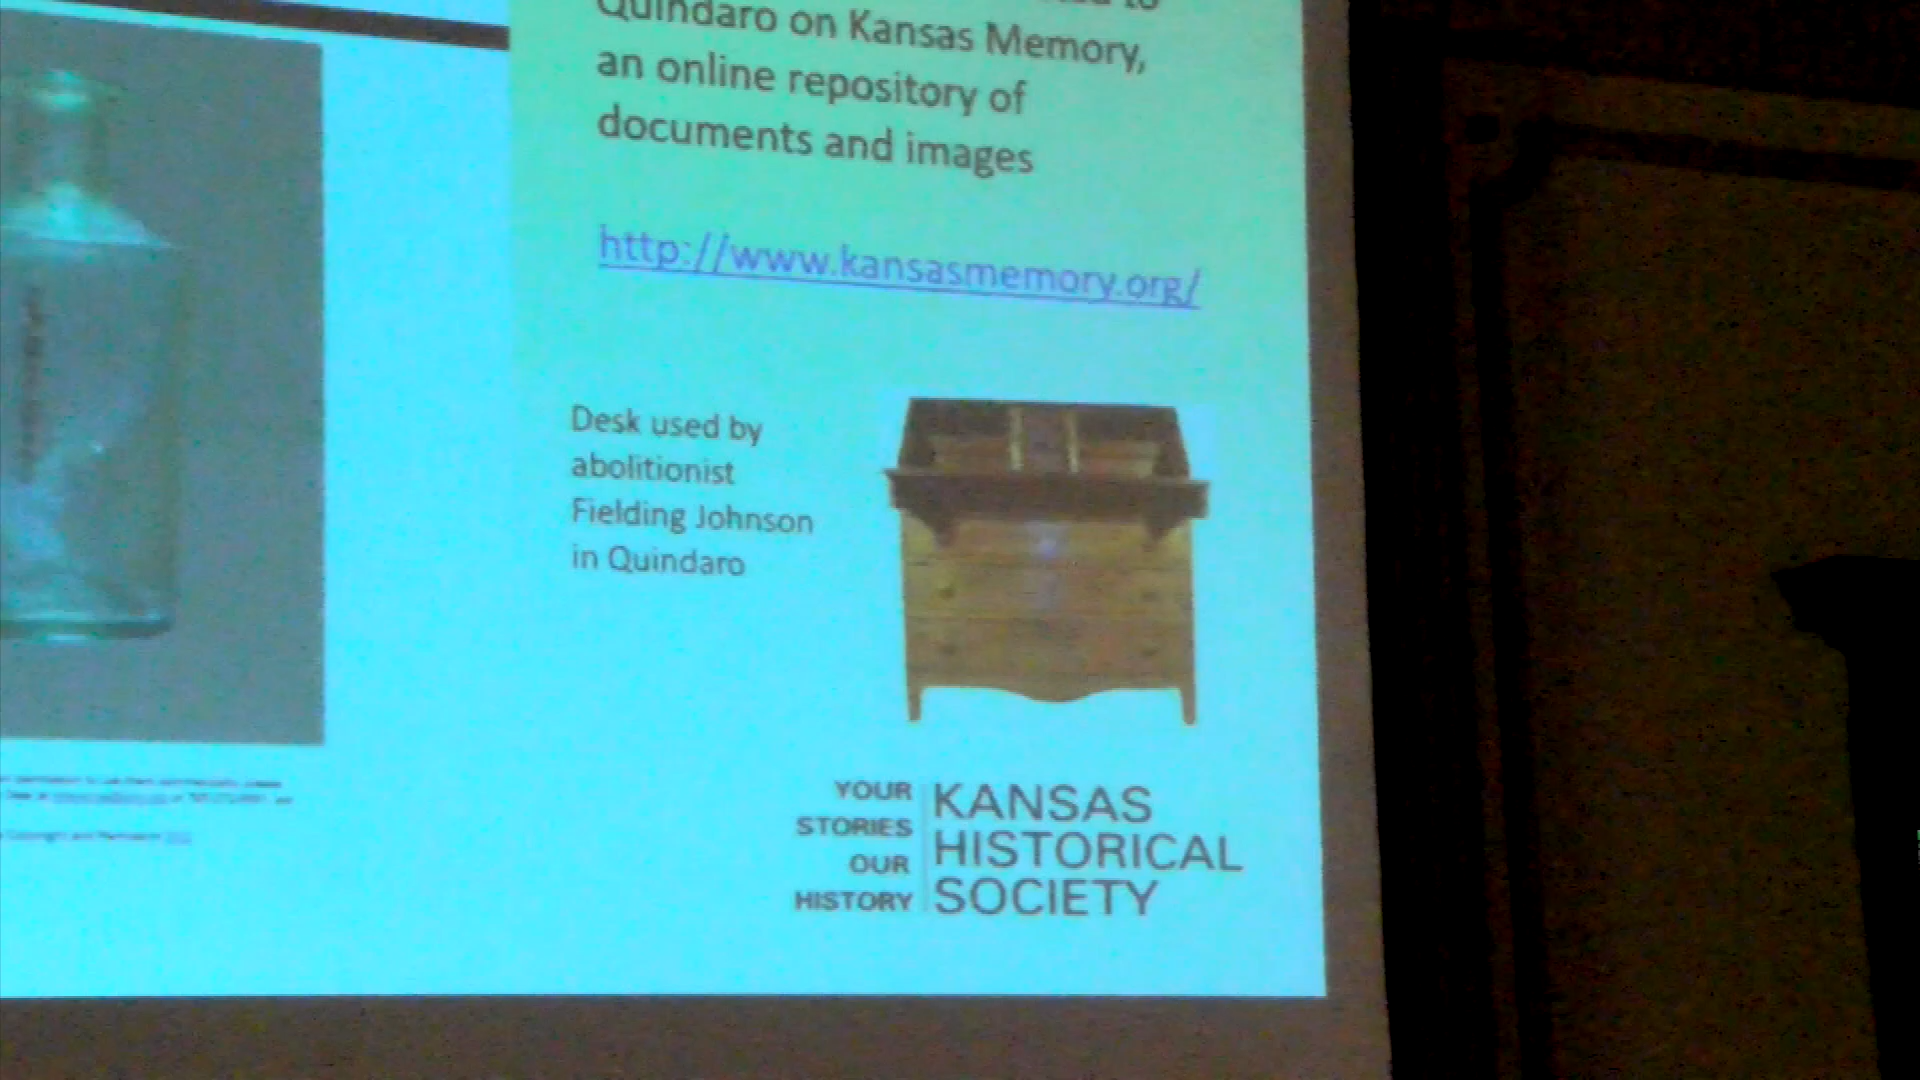 to
Quindaro on Kansas Memory,
an online repository of
documents and images
http://www.kansasmemory.org/
Desk used by
abolitionist
Fielding Johnson
in Quindaro
YOUR
STORIES
OUR
HISTORY
KANSAS
HISTORICAL
SOCIETY